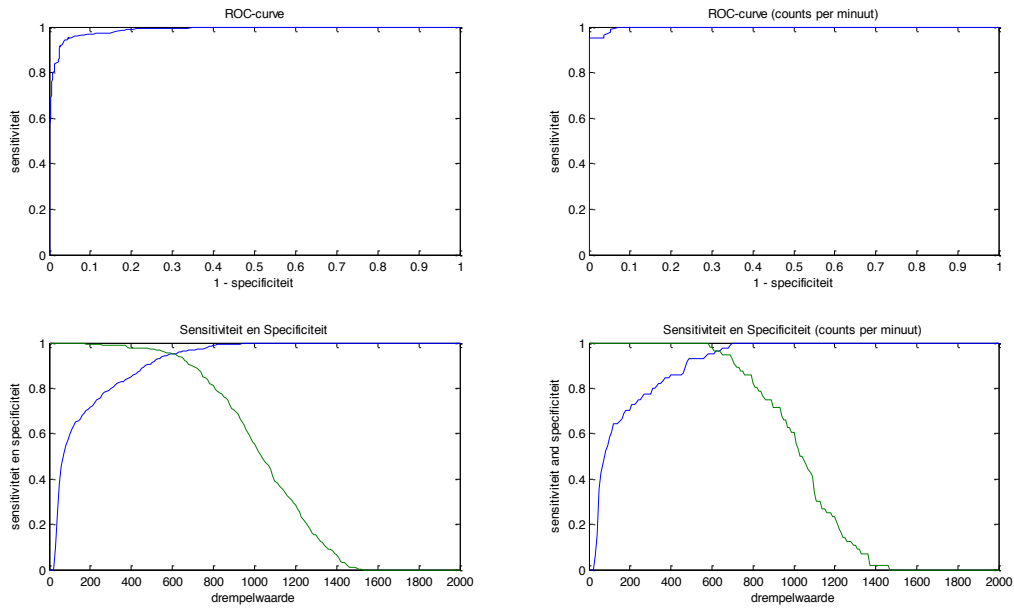 ROC-curve
1
0.8
0.6
0.4
0.2
0
sensitiviteit
0 0.1 0.2 0.3 0.4 0.5 0.6 0.7 0.8 0.9 1
1 - specificiteit
ROC-curve (counts per minuut)
1
0.8
0.6
0.4
0.2
0
sensitiviteit
0 0.1 0.2 0.3 0.4 0.5 0.6 0.7 0.8 0.9 1
1 - specificiteit
Sensitiviteit en Specificiteit
1
0.8
0.6
0.4
0.2
0
sensitiviteit en specificiteit
0 200 400 600 800 1000 1200 1400 1600 1800 2000
drempelwaarde
Sensitiviteit en Specificiteit (counts per minuut)
1
0.8
0.6
0.4
0.2
0
sensitiviteit and specificiteit
0 200 400 600 800 1000 1200 1400 1600 1800 2000
drempelwaarde